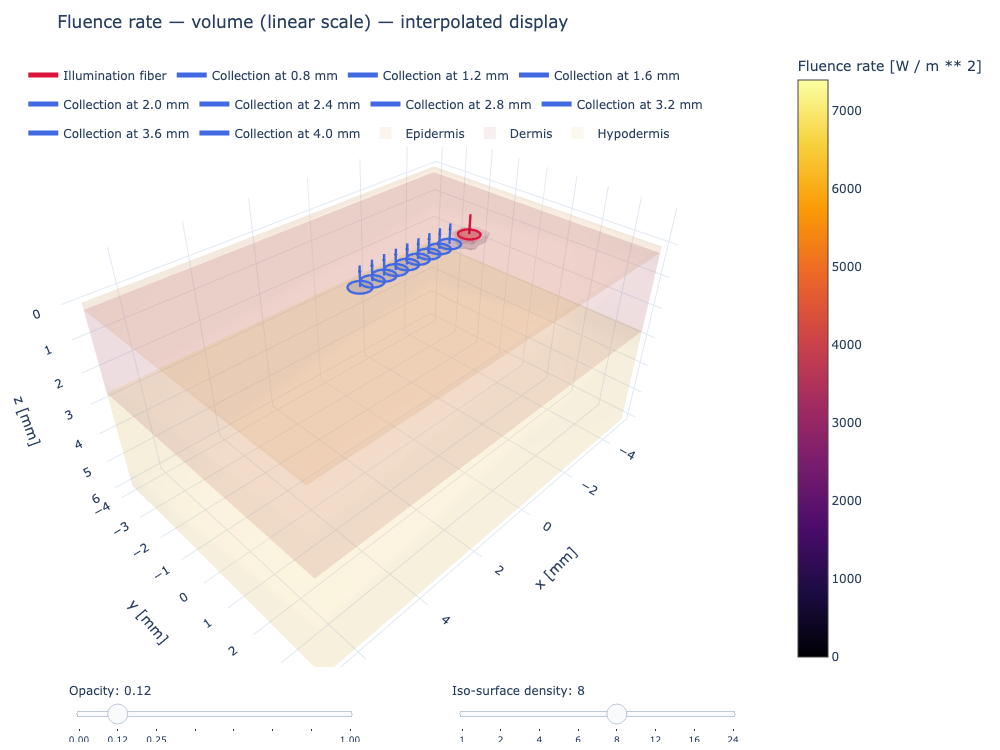 Fluence rate — volume (linear scale) — interpolated display
Fluence rate [W / m ** 2]
Illumination fiber Collection at 0.8 mm Collection at 1.2 mm Collection at 1.6 mm
Collection at 2.0 mm Collection at 2.4 mm Collection at 2.8 mm Collection at 3.2 mm
Collection at 3.6 mm Collection at 4.0 mm Epidermis Dermis Hypodermis
7000
6000
5000
4000
3000
2000
1000
0
0
1
2
3
4
5
6
z [mm]
−4
−3
−2
−1
0
1
2
y [mm]
−4
−2
0
2
4
x [mm]
Opacity: 0.12
0.00 0.12 0.25 1.00
Iso-surface density: 8
1 2 4 6 8 12 16 24